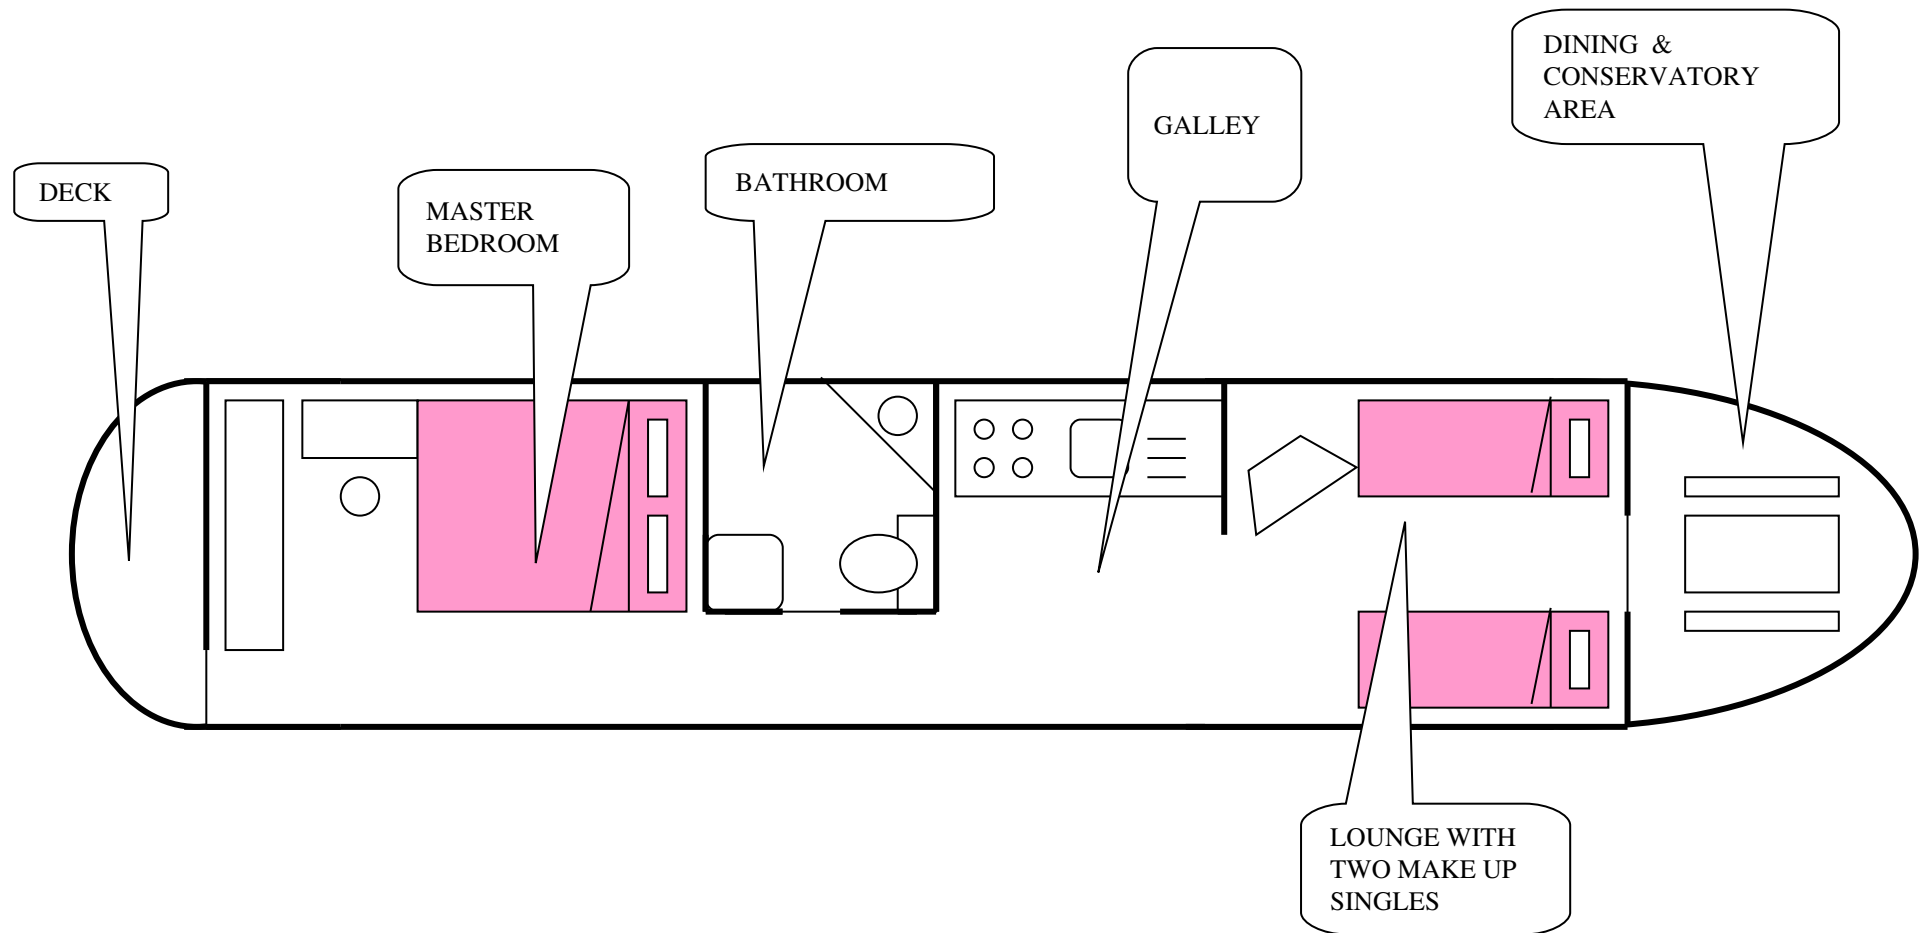 DECK
MASTER
BEDROOM
BATHROOM
GALLEY
DINING &
CONSERVATORY
AREA
LOUNGE WITH
TWO MAKE UP
SINGLES